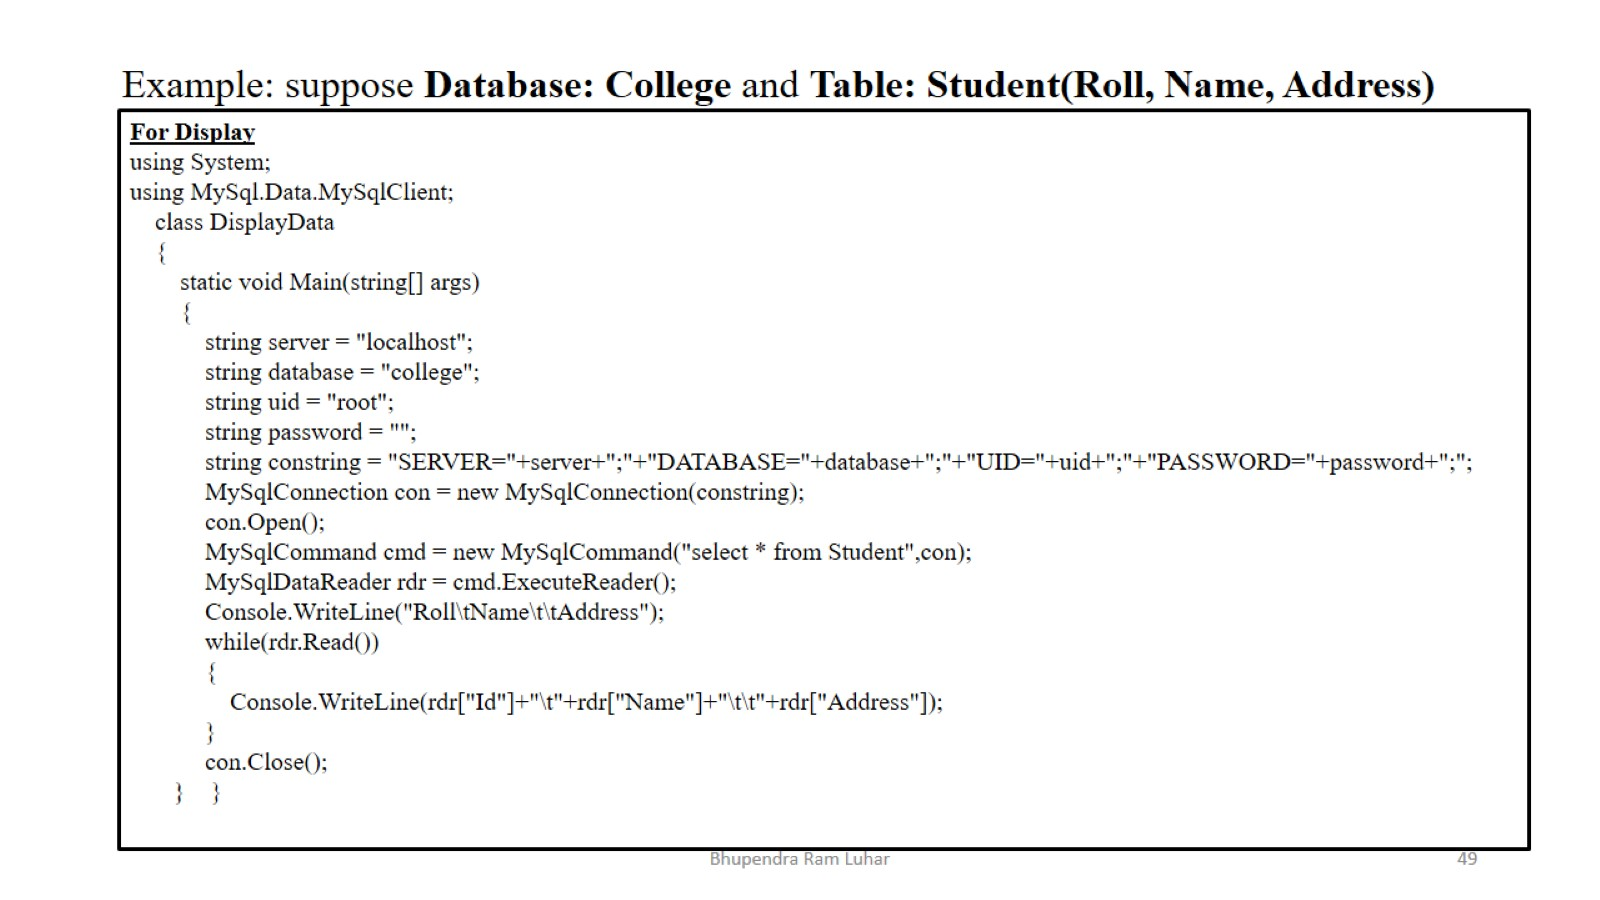 Example: suppose Database: College and Table: Student(Roll, Name, Address)
For Display
using System;
using MySql.Data.MySqlClient;
class DisplayData
{
static void Main(string[] args)
{
string server = "localhost";
string database = "college";
string uid = "root";
string password = "";
string constring = "SERVER="+server+";"+"DATABASE="+database+";"+"UID="+uid+";"+"PASSWORD="+password+";";
MySqlConnection con = new MySqlConnection(constring);
con.Open();
MySqlCommand cmd = new MySqlCommand("select * from Student",con);
MySqlDataReader rdr = cmd.ExecuteReader();
Console.WriteLine("Roll\tName\t\tAddress");
while(rdr.Read())
{
Console.WriteLine(rdr["Id"]+"\t"+rdr["Name"]+"\t\t"+rdr["Address"]);
}
con.Close();
} }
Bhupendra Ram Luhar 49